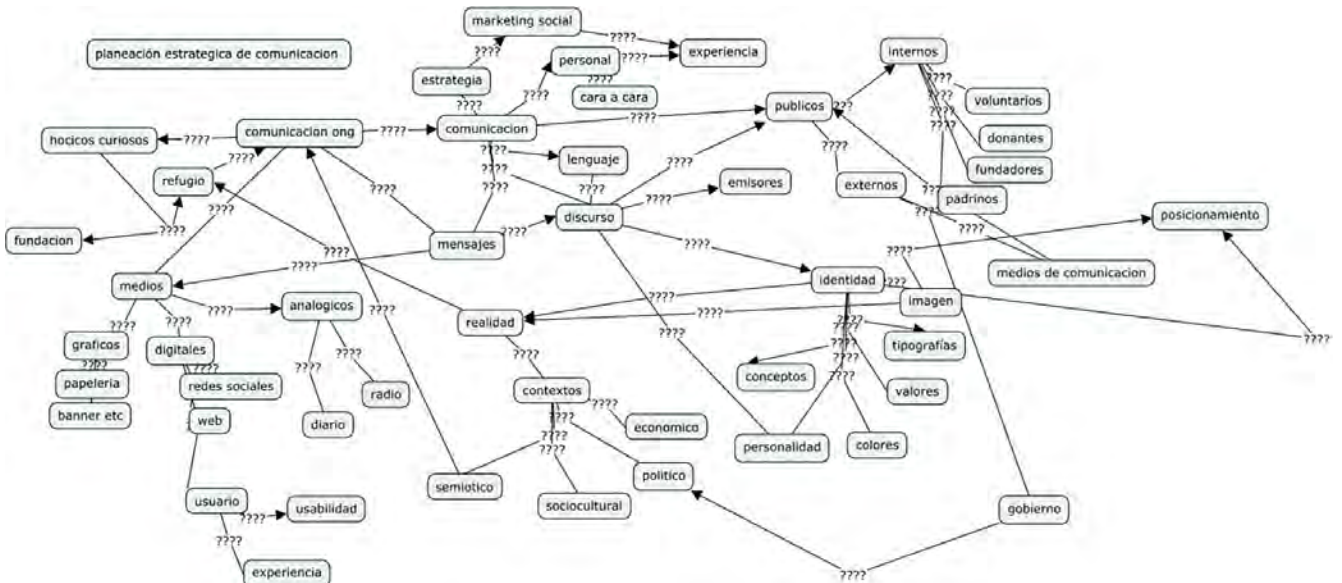 marketing social
????
planeación estrategica de comunicacion
internos
personal
????
experiencia
????
????
estrategia
????
????
cara a cara
????
voluntarios
????
????
????
publicos
???
????
donantes
hocicos curiosos
????
comunicacion ong
????
comunicacion
????
????
????
lenguaje
????
????
????
????
fundadores
refugio
????
????
????
emisores
externos
???
padrinos
????
????
discurso
????
????
posicionamiento
fundacion
????
mensajes
????
????
????
????
????
medios
identidad
???
medios de comunicacion
????
analogicos
????
????
imagen
realidad
????
????
????
????
????
????
????
graficos
????
digitales
????
????
????
????
????
tipografías
papeleria
redes sociales
????
conceptos
????
contextos
????
valores
radio
banner etc
web
diario
????
????
economico
????
????
personalidad
colores
semiotico
politico
usuario
usabilidad
????
sociocultural
gobierno
????
experiencia
????